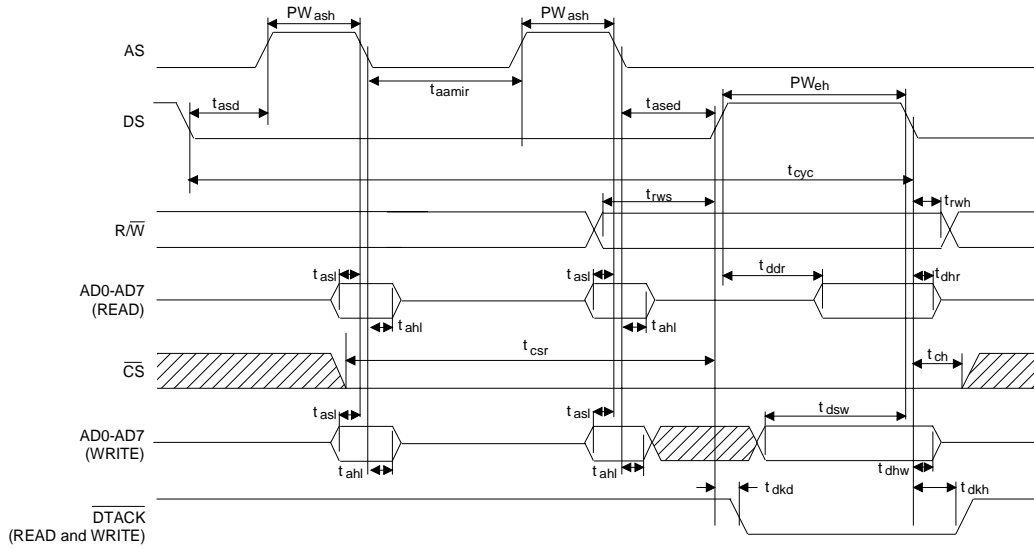 PWash PWash
AS
taamir
PWeh
tasd tased
DS
tcyc
trws trwh
R/W
tasl tasl tddr tdhr
AD0-AD7
(READ)
tahl tahl
tcsr tch
CS
tasl tasl tdsw
AD0-AD7
(WRITE)
tahl tahl tdhw
tdkd tdkh
DTACK
(READ and WRITE)